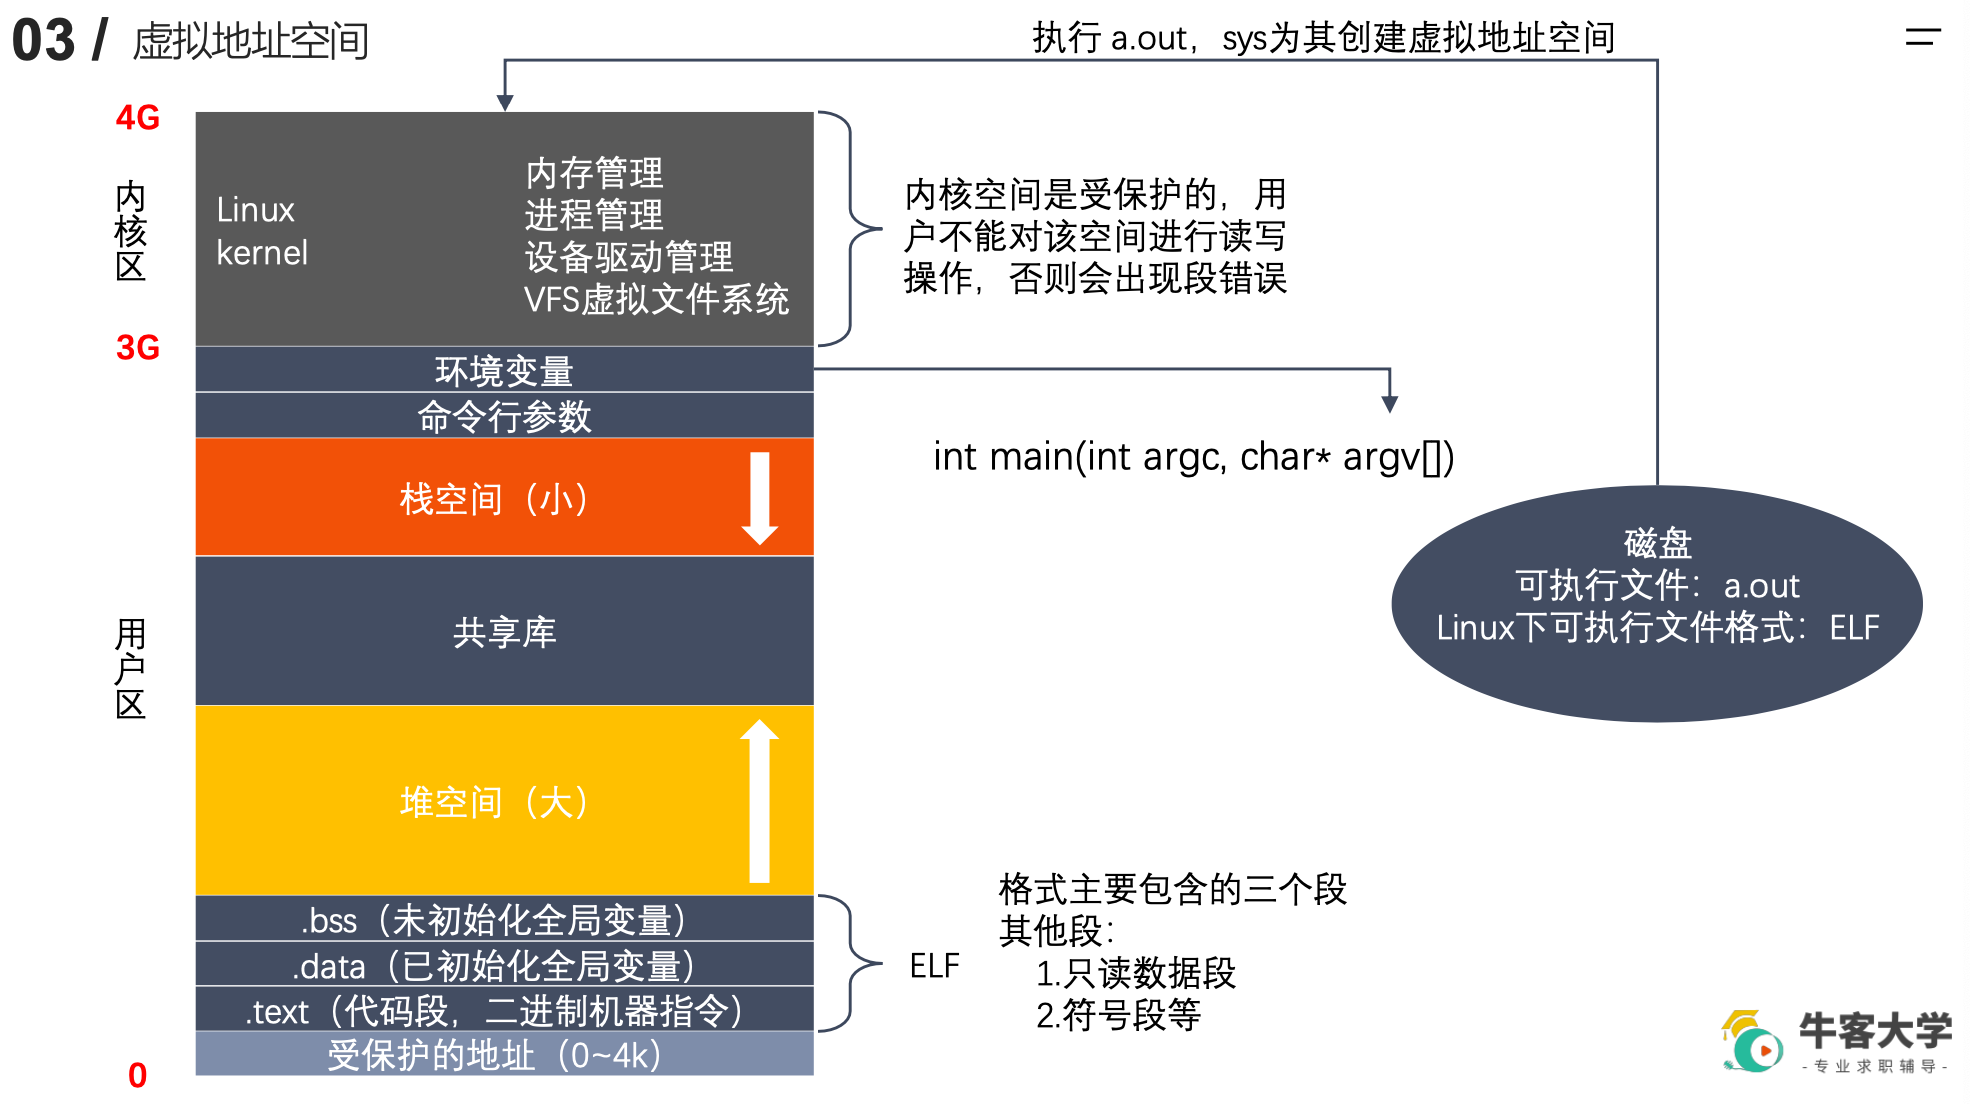 03 / 虚拟地址空间
执行 a.out，sys为其创建虚拟地址空间
4G
内核区
Linux
kernel
内存管理
进程管理
设备驱动管理
VFS虚拟文件系统
内核空间是受保护的，用
户不能对该空间进行读写
操作，否则会出现段错误
3G
环境变量
命令行参数
int main(int argc, char* argv[])
栈空间（小）
共享库
用户区
磁盘
可执行文件：a.out
Linux下可执行文件格式：ELF
堆空间（大）
.bss（未初始化全局变量）
.data（已初始化全局变量）
.text（代码段，二进制机器指令）
受保护的地址（0~4k）
0
ELF
格式主要包含的三个段
其他段：
1.只读数据段
2.符号段等
牛客大学
- 专业求职辅导 -